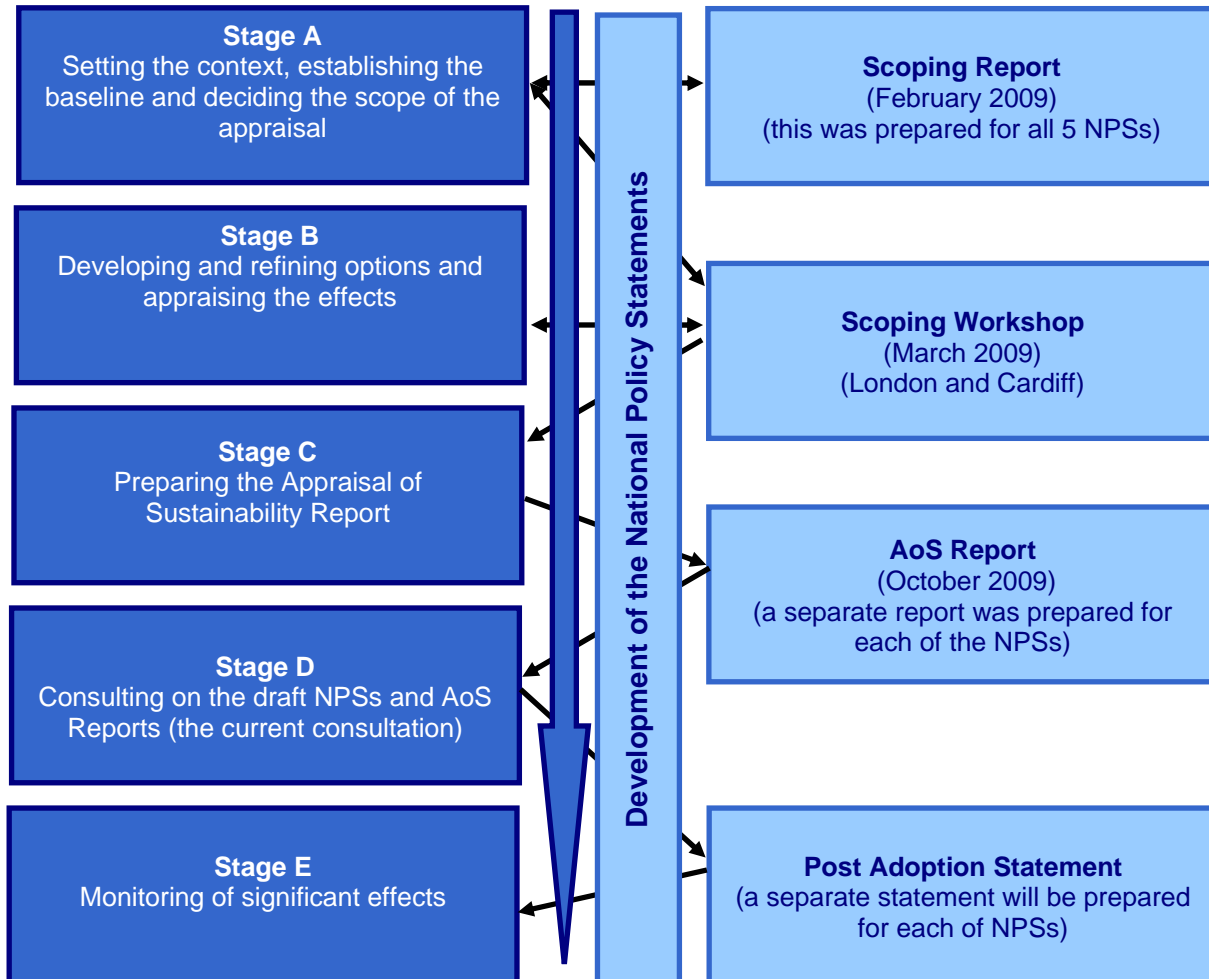 Stage A
Setting the context, establishing the
baseline and deciding the scope of the
appraisal
Scoping Report
(February 2009)
(this was prepared for all 5 NPSs)
Stage B
Developing and refining options and
appraising the effects
Scoping Workshop
(March 2009)
(London and Cardiff)
Development of the National Policy Statements
Stage C
Preparing the Appraisal of
Sustainability Report
AoS Report
(October 2009)
(a separate report was prepared for
each of the NPSs)
Stage D
Consulting on the draft NPSs and AoS
Reports (the current consultation)
Stage E
Monitoring of significant effects
Post Adoption Statement
(a separate statement will be prepared
for each of NPSs)